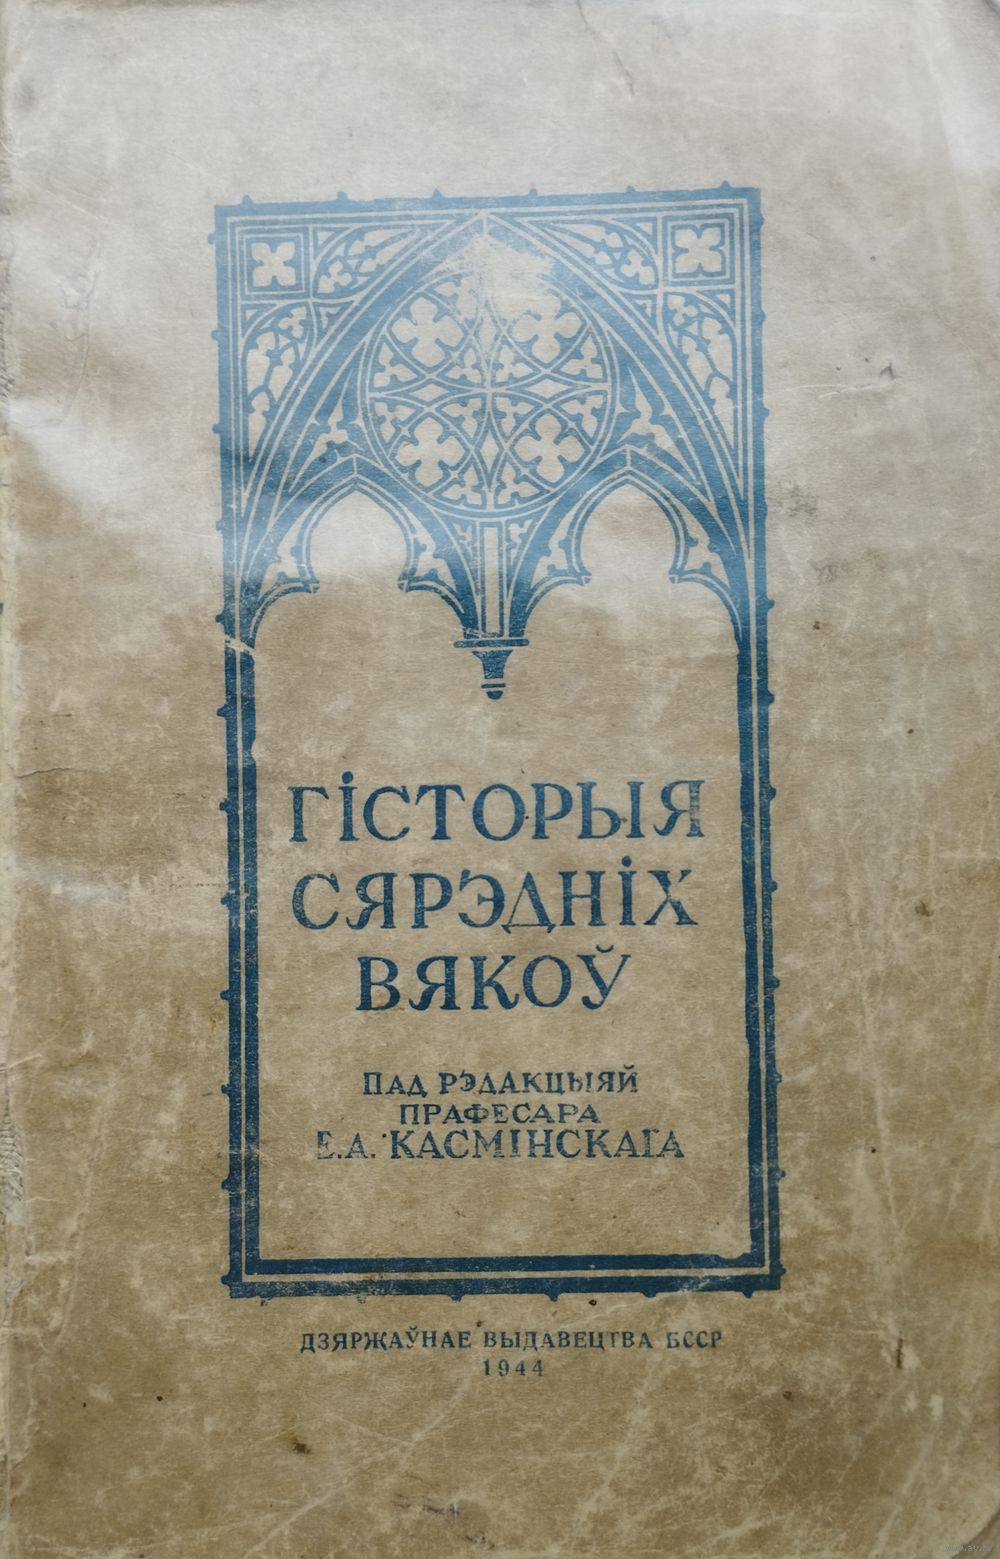 ГІСТОРЫЯ
СЯРЭДНІХ
ВЯКОЎ
ПАД РЭДАКЦЫЯЙ
ПРАФЕСАРА
Е.А. КАСМІНСКАГА
ДЗЯРЖАЎНАЕ ВЫДАВЕЦТВА БССР
1944